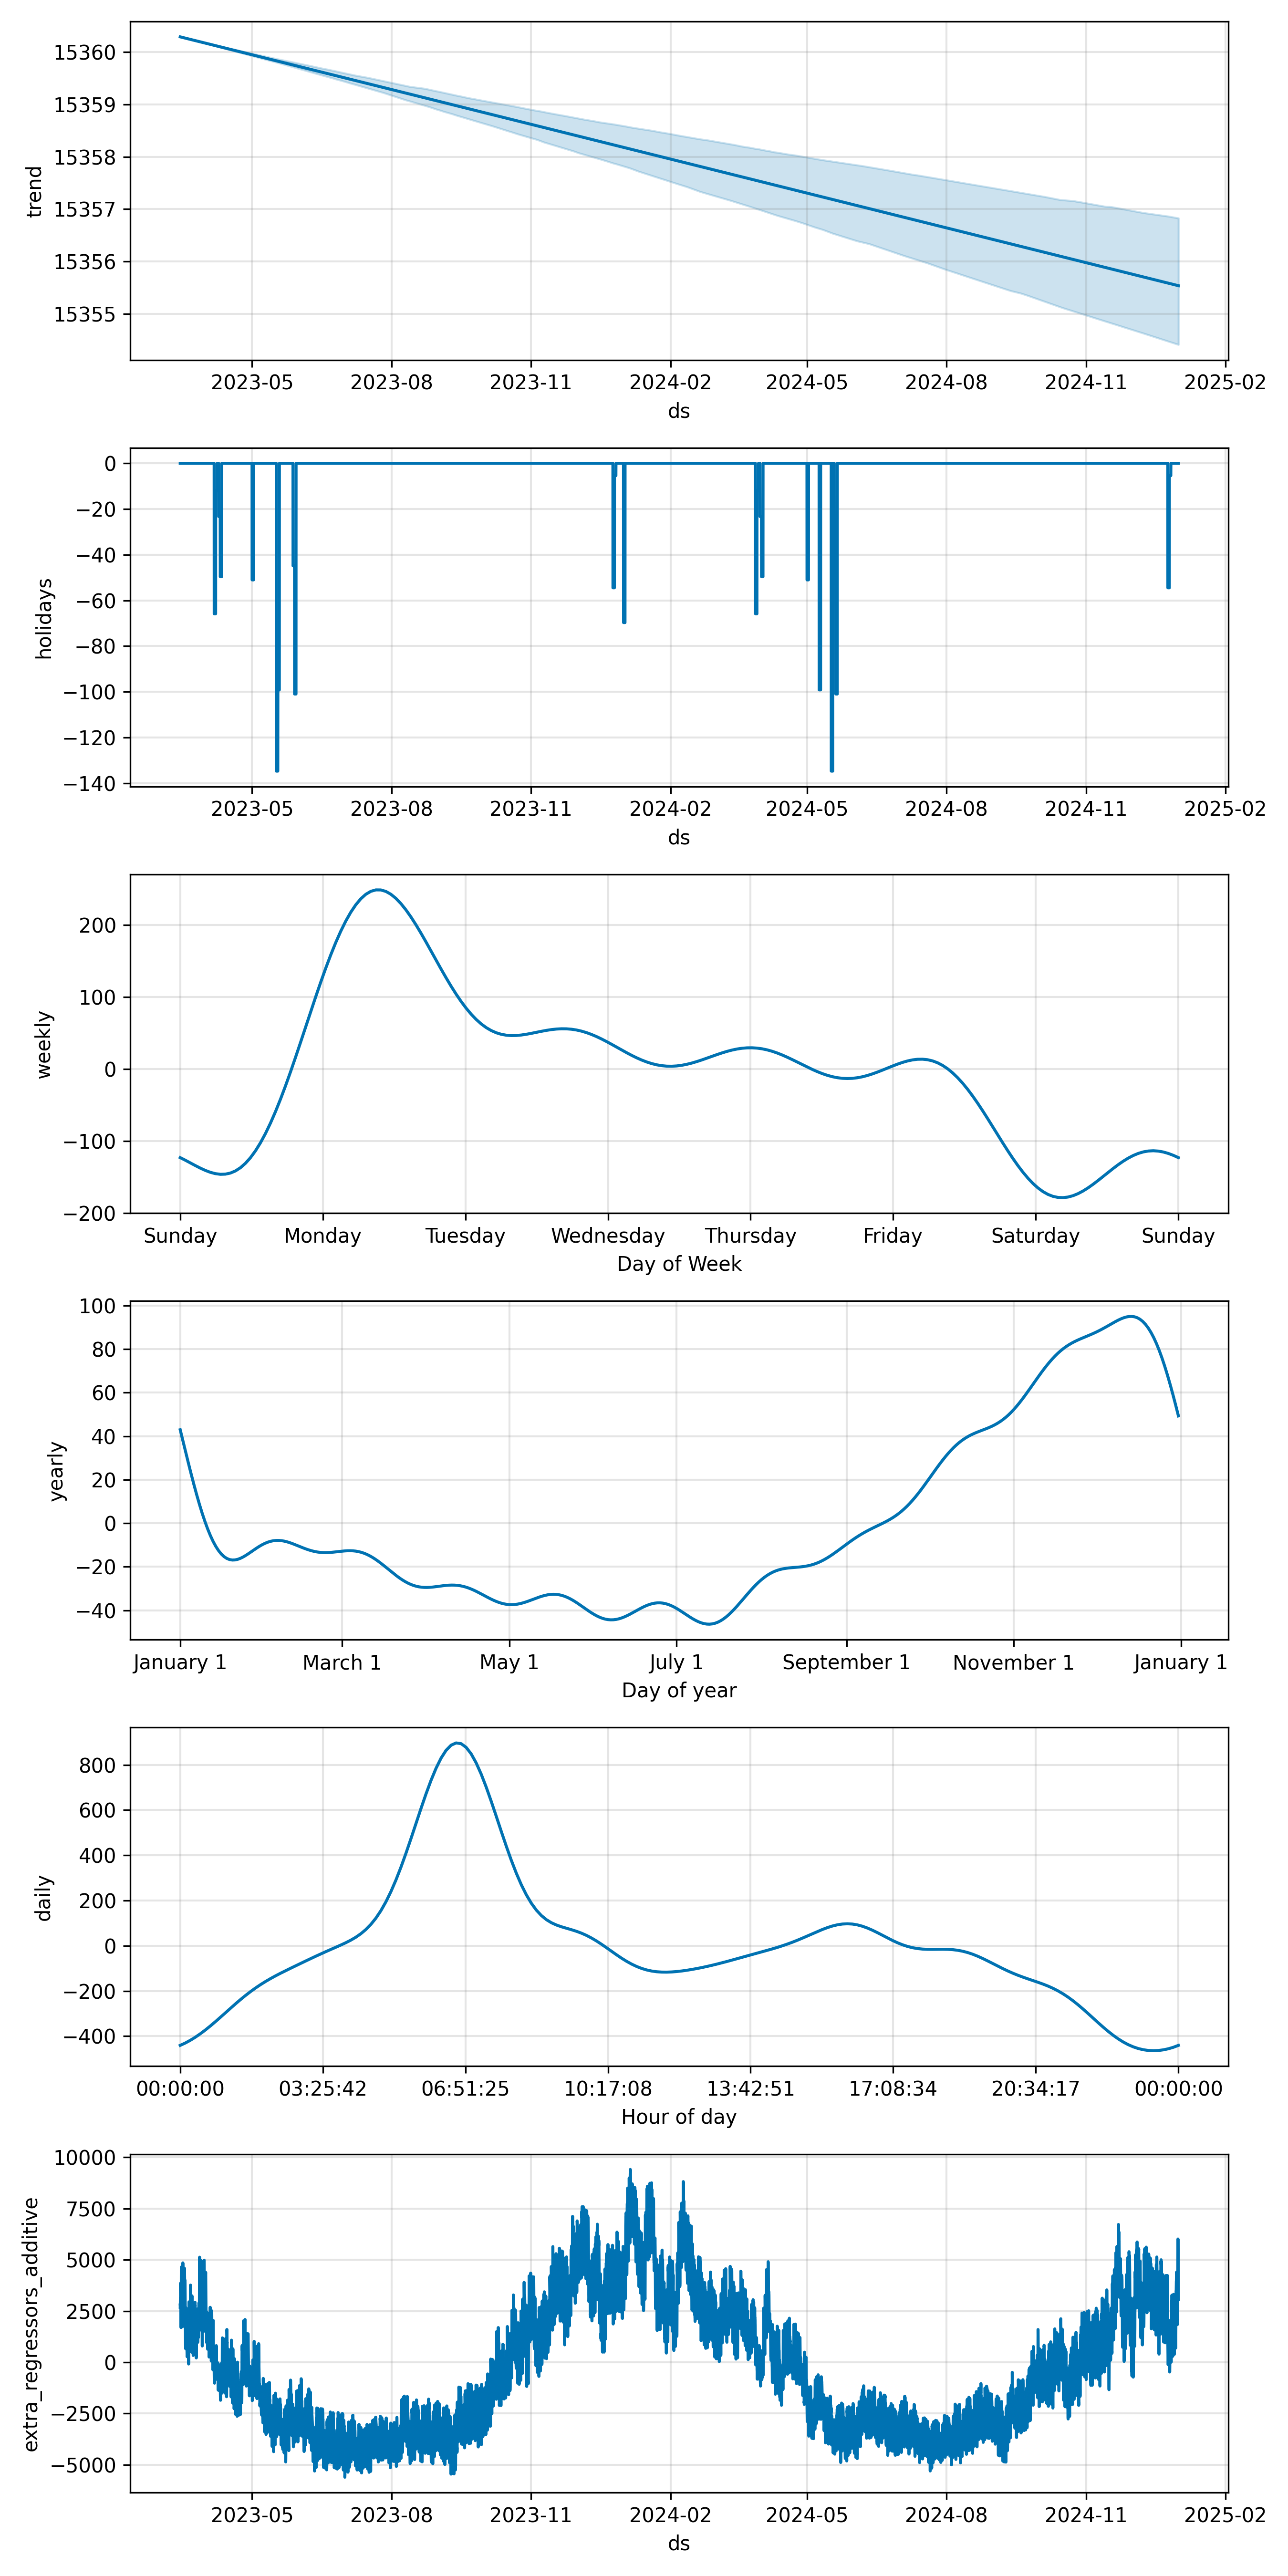 trend
15360
15359
15358
15357
15356
15355
2023-05 2023-08 2023-11 2024-02 2024-05 2024-08 2024-11 2025-02
ds
holidays
0
−20
−40
−60
−80
−100
−120
−140
2023-05 2023-08 2023-11 2024-02 2024-05 2024-08 2024-11 2025-02
ds
weekly
200
100
0
−100
−200
Sunday Monday Tuesday Wednesday Thursday Friday Saturday Sunday
Day of Week
yearly
100
80
60
40
20
0
−20
−40
January 1 March 1 May 1 July 1 September 1 November 1 January 1
Day of year
daily
800
600
400
200
0
−200
−400
00:00:00 03:25:42 06:51:25 10:17:08 13:42:51 17:08:34 20:34:17 00:00:00
Hour of day
extra_regressors_additive
10000
7500
5000
2500
0
−2500
−5000
2023-05 2023-08 2023-11 2024-02 2024-05 2024-08 2024-11 2025-02
ds